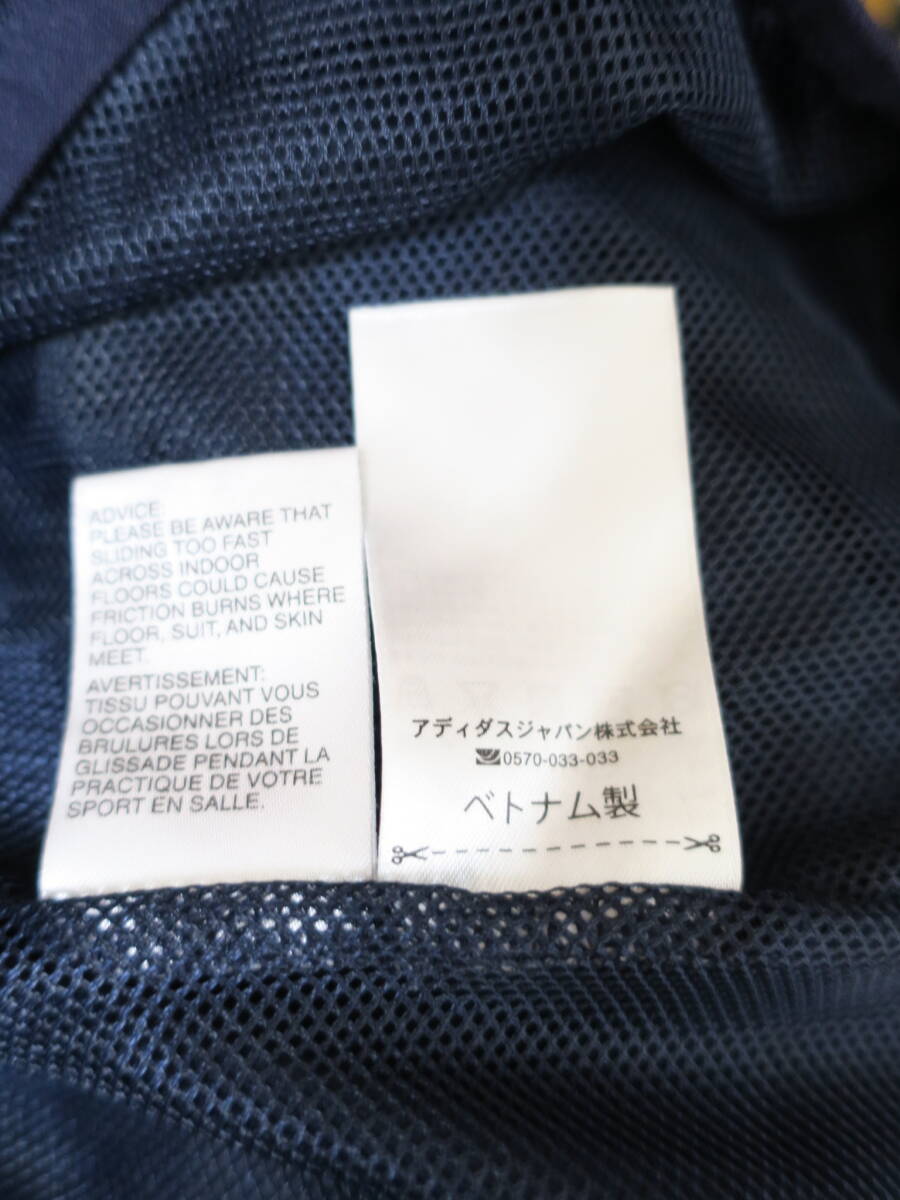 ADVICE:
PLEASE BE AWARE THAT
SLIDING TOO FAST
ACROSS INDOOR
FLOORS COULD CAUSE
FRICTION BURNS WHERE
FLOOR, SUIT, AND SKIN
MEET.
AVERTISSEMENT:
TISSU POUVANT VOUS
OCCASIONNER DES
BRULURES LORS DE
GLISSADE PENDANT LA
PRACTIQUE DE VOTRE
SPORT EN SALLE.
アディダスジャパン株式会社
0570-033-033
ベトナム製